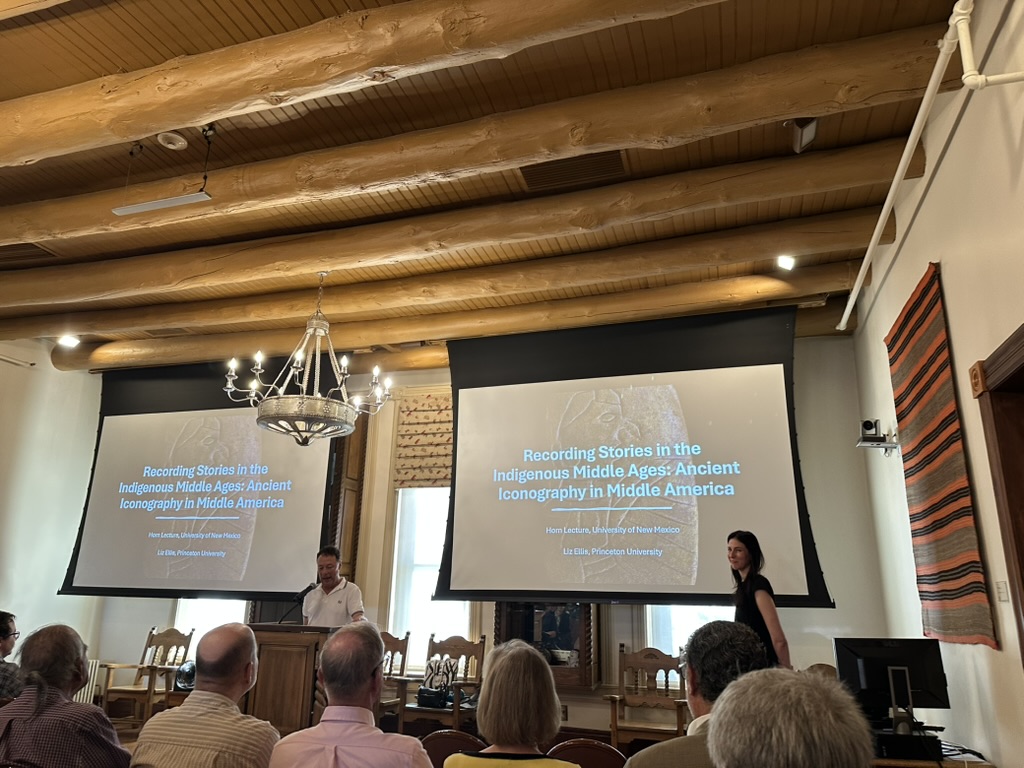 Recording Stories in the
Indigenous Middle Ages: Ancient
Iconography in Middle America
Horn Lecture, University of New Mexico
Liz Ellis, Princeton University
Recording Stories in the
Indigenous Middle Ages: Ancient
Iconography in Middle America
Horn Lecture, University of New Mexico
Liz Ellis, Princeton University